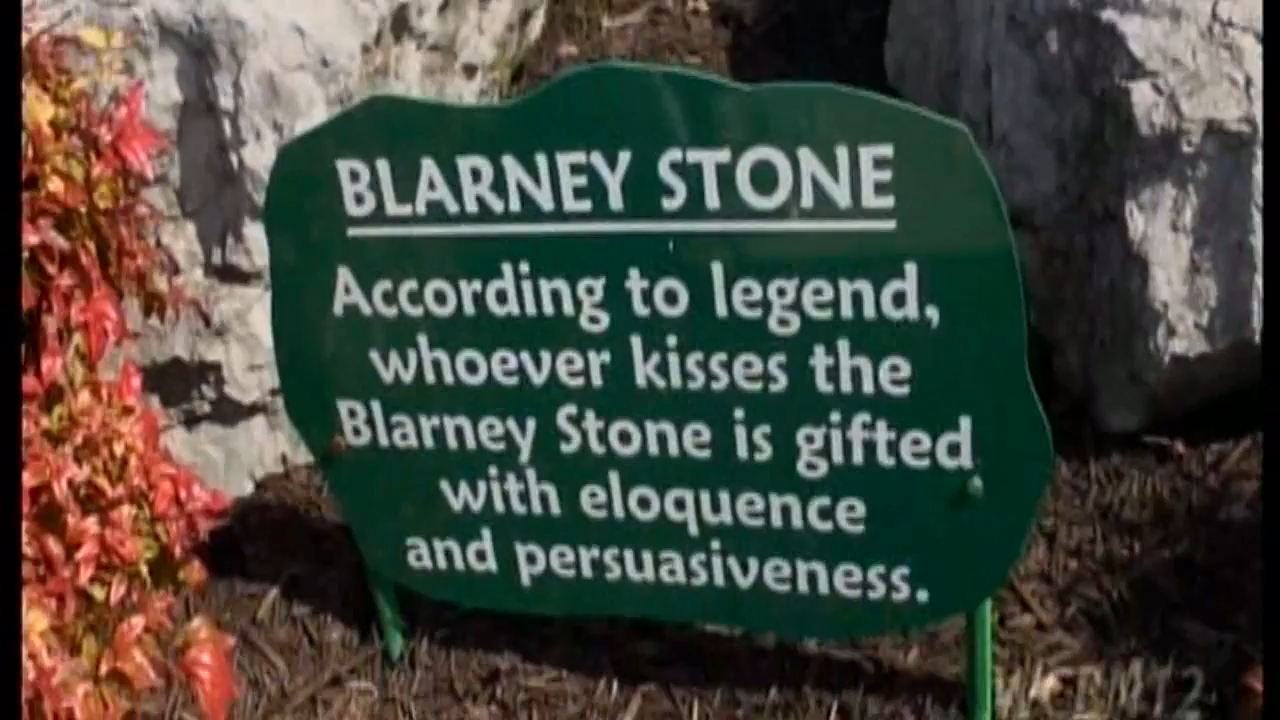 BLARNEY STONE
According to legend,
whoever kisses the
Blarney Stone is gifted
with eloquence
and persuasiveness.